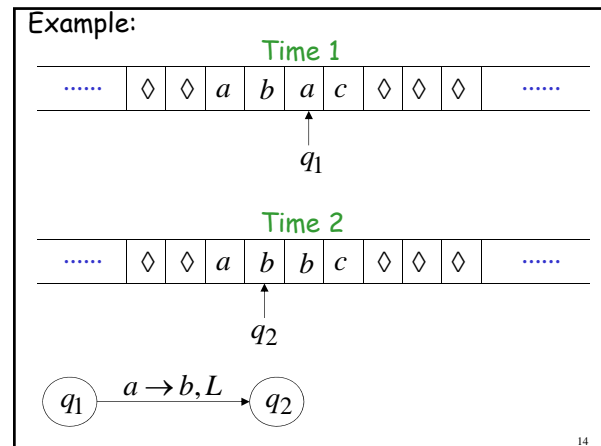 Example:
Time 1
...... ◊ ◊ a b a c ◊ ◊ ◊ ......
q1
Time 2
...... ◊ ◊ a b b c ◊ ◊ ◊ ......
q2
q1 a → b, L q2
14